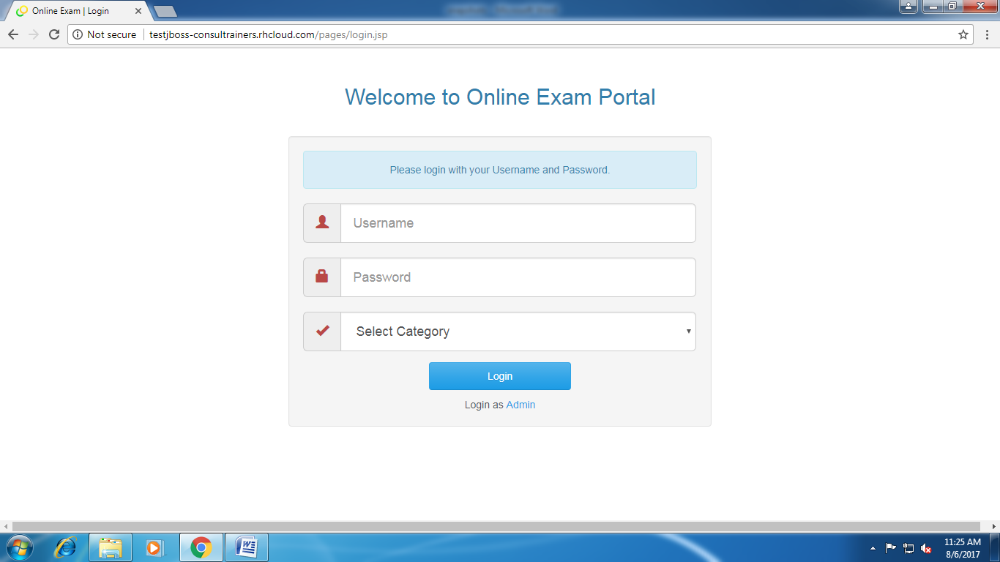 Online Exam | Login
Not secure
testjboss-consultrainers.rhcloud.com/pages/login.jsp
Welcome to Online Exam Portal
Please login with your Username and Password.
Username
Password
Select Category
Login
Login as Admin
11:25 AM
8/6/2017